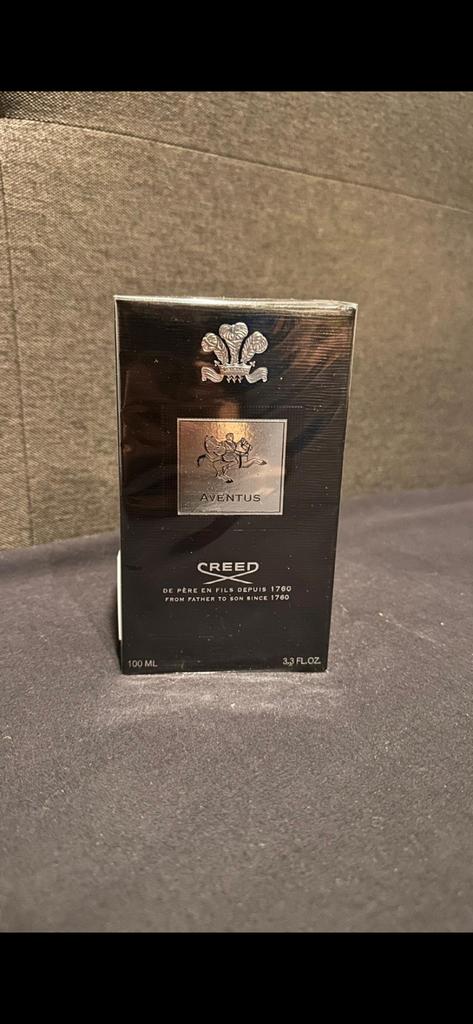 AVENTUS
CREED
DE PÈRE EN FILS DEPUIS 1760
FROM FATHER TO SON SINCE 1760
100 ML 3.3 FL.OZ.